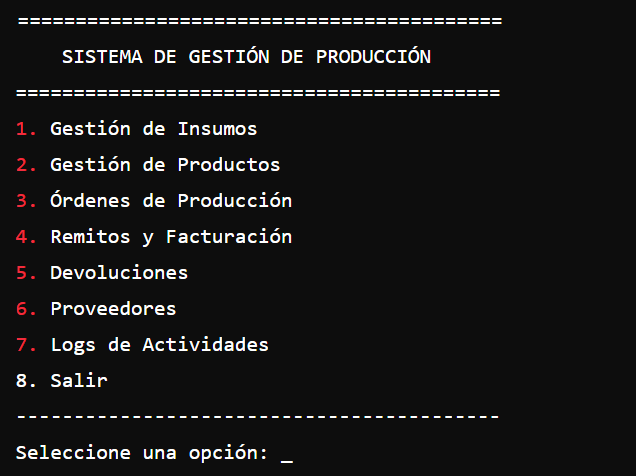 ==========================================
SISTEMA DE GESTIÓN DE PRODUCCIÓN
==========================================
1. Gestión de Insumos
2. Gestión de Productos
3. Órdenes de Producción
4. Remitos y Facturación
5. Devoluciones
6. Proveedores
7. Logs de Actividades
8. Salir
------------------------------------------
Seleccione una opción: _